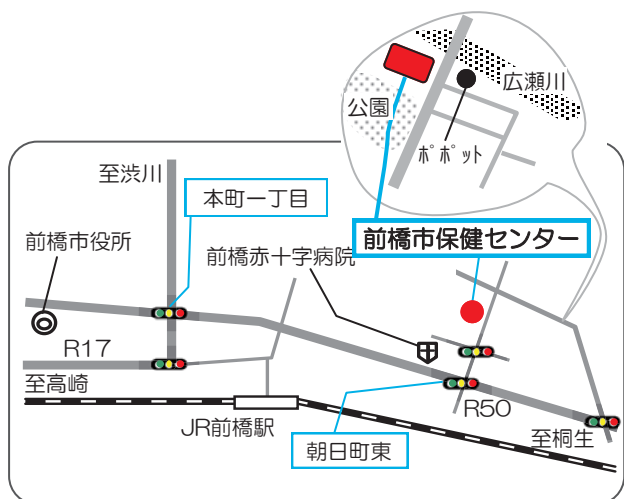 広瀬川
公園
ﾎﾟﾎﾟｯﾄ
至渋川
本町一丁目
前橋市保健センター
前橋市役所
前橋赤十字病院
R17
至高崎
R50
JR前橋駅
朝日町東
至桐生